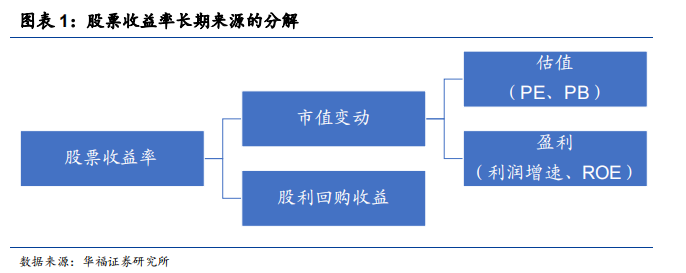 图表 1：股票收益率长期来源的分解
估值
（PE、PB）
市值变动
盈利
（利润增速、ROE）
股票收益率
股利回购收益
数据来源：华福证券研究所